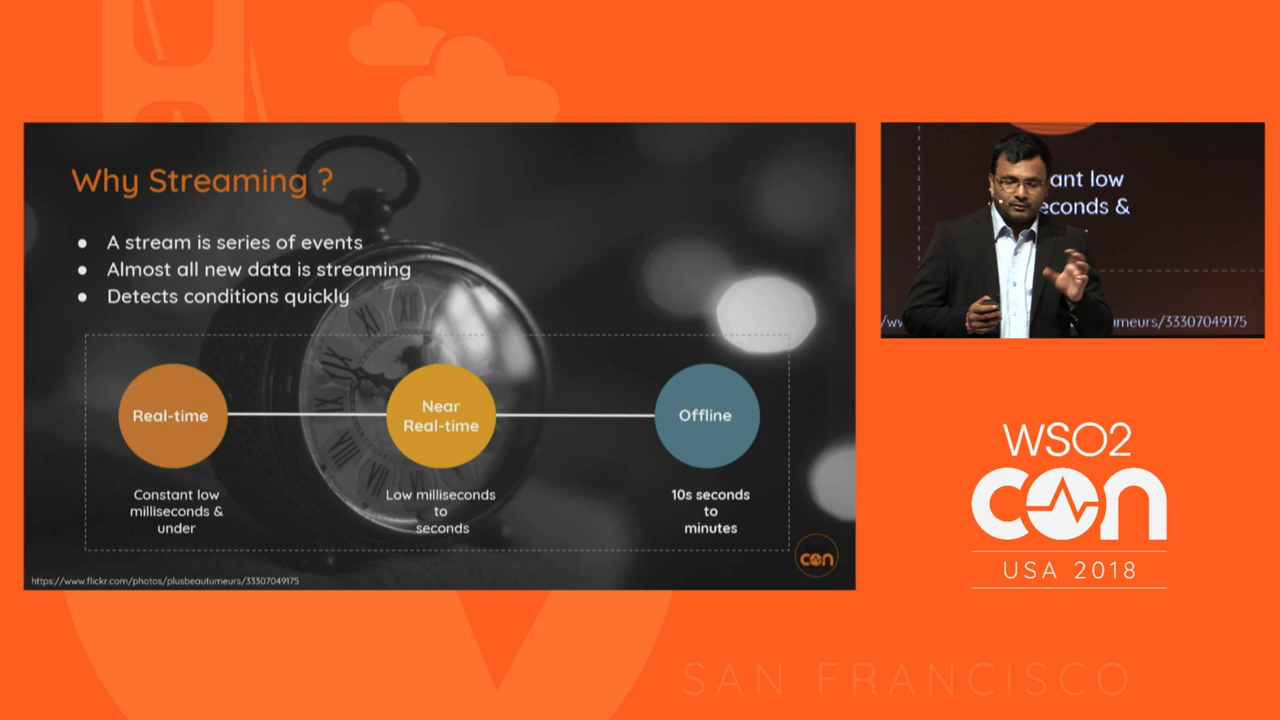 Why Streaming ?
● A stream is series of events
● Almost all new data is streaming
● Detects conditions quickly
Real-time
Near
Real-time
Offline
Constant low
milliseconds &
under
Low milliseconds
to
seconds
10s seconds
to
minutes
con
https://www.flickr.com/photos/plusbeautumeurs/33307049175
ant low
econds &
/ww
umeurs/33307049175
WSO2
con
USA 2018
SAN FRANCISCO